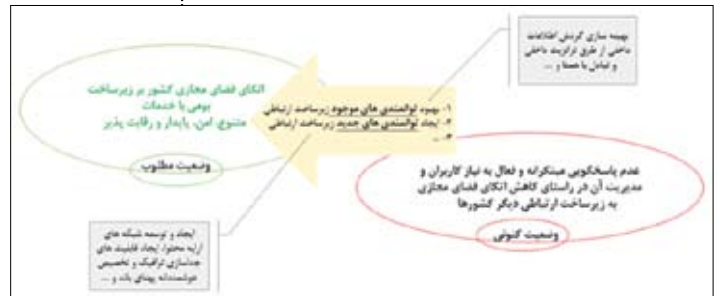 بهینه سازی گردش اطلاعات
داخلی از طریق ترانزیت داخلی
و تبادل با همتا و ...
اتکای فضای مجازی کشور بر زیرساخت
بومی با خدمات
متنوع، امن، پایدار و رقابت پذیر
وضعیت مطلوب
۱- بهبود توانمندی های موجود زیرساخت ارتباطی
۲- ایجاد توانمندی های جدید زیرساخت ارتباطی
۳- ...
عدم پاسخگویی مبتکرانه و فعال به نیاز کاربران و
مدیریت آن در راستای کاهش اتکای فضای مجازی
به زیرساخت ارتباطی دیگر کشورها
وضعیت کنونی
ایجاد و توسعه شبکه های
ارایه محتوا، ایجاد قابلیت های
جداسازی ترافیک و تخصیص
هوشمندانه پهنای باند و ...